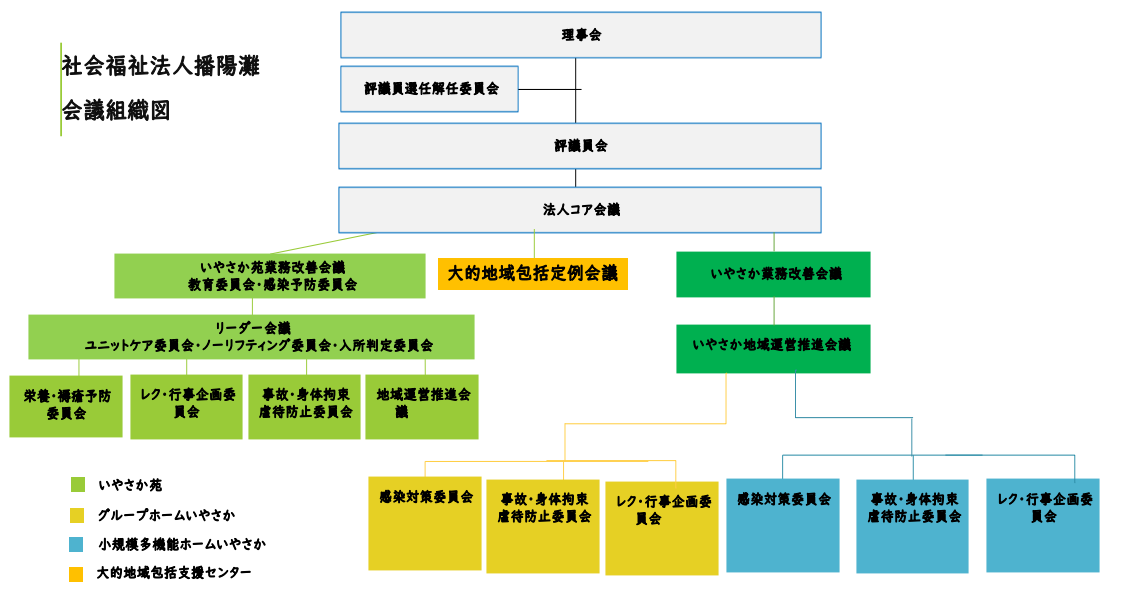 社会福祉法人播陽灘
会議組織図
理事会
評議員選任解任委員会
評議員会
法人コア会議
いやさか苑業務改善会議
教育委員会・感染予防委員会
大的地域包括定例会議
いやさか業務改善会議
リーダー会議
ユニットケア委員会・ノーリフティング委員会・入所判定委員会
いやさか地域運営推進会議
栄養・褥瘡予防
委員会
レク・行事企画委
員会
事故・身体拘束
虐待防止委員会
地域運営推進会
議
感染対策委員会
事故・身体拘束
虐待防止委員会
レク・行事企画委
員会
感染対策委員会
事故・身体拘束
虐待防止委員会
レク・行事企画委
員会
いやさか苑
グループホームいやさか
小規模多機能ホームいやさか
大的地域包括支援センター